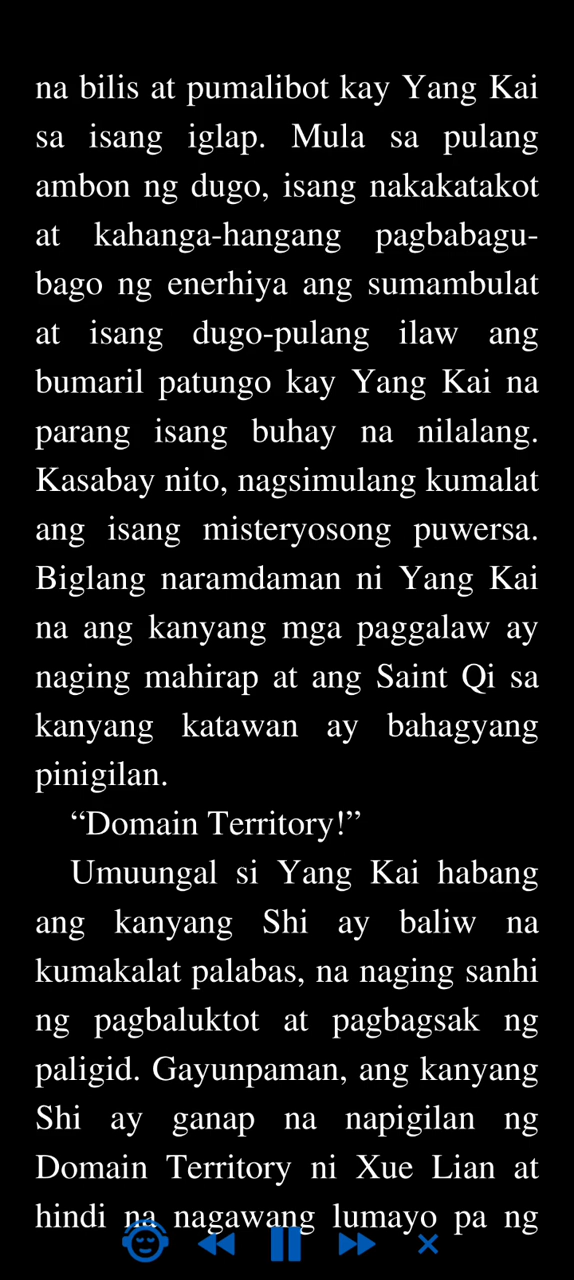 na bilis at pumalibot kay Yang Kai
sa isang iglap. Mula sa pulang
ambon ng dugo, isang nakakatakot
at kahanga-hangang pagbabagu-
bago ng enerhiya ang sumambulat
at isang dugo-pulang ilaw ang
bumaril patungo kay Yang Kai na
parang isang buhay na nilalang.
Kasabay nito, nagsimulang kumalat
ang isang misteryosong puwersa.
Biglang naramdaman ni Yang Kai
na ang kanyang mga paggalaw ay
naging mahirap at ang Saint Qi sa
kanyang katawan ay bahagyang
pinigilan.
“Domain Territory!”
Umuungal si Yang Kai habang
ang kanyang Shi ay baliw na
kumakalat palabas, na naging sanhi
ng pagbaluktot at pagbagsak ng
paligid. Gayunpaman, ang kanyang
Shi ay ganap na napigilan ng
Domain Territory ni Xue Lian at
hindi na nagawang lumayo pa ng